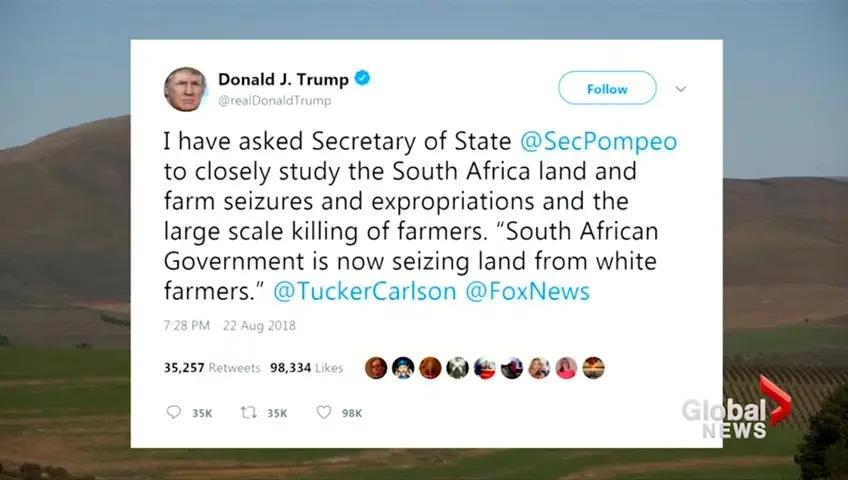 Donald J. Trump
@realDonaldTrump
Follow
I have asked Secretary of State @SecPompeo
to closely study the South Africa land and
farm seizures and expropriations and the
large scale killing of farmers. “South African
Government is now seizing land from white
farmers.” @TuckerCarlson @FoxNews
7:28 PM 22 Aug 2018
35,257 Retweets 98,334 Likes
35K 35K 98K
Global
NEWS